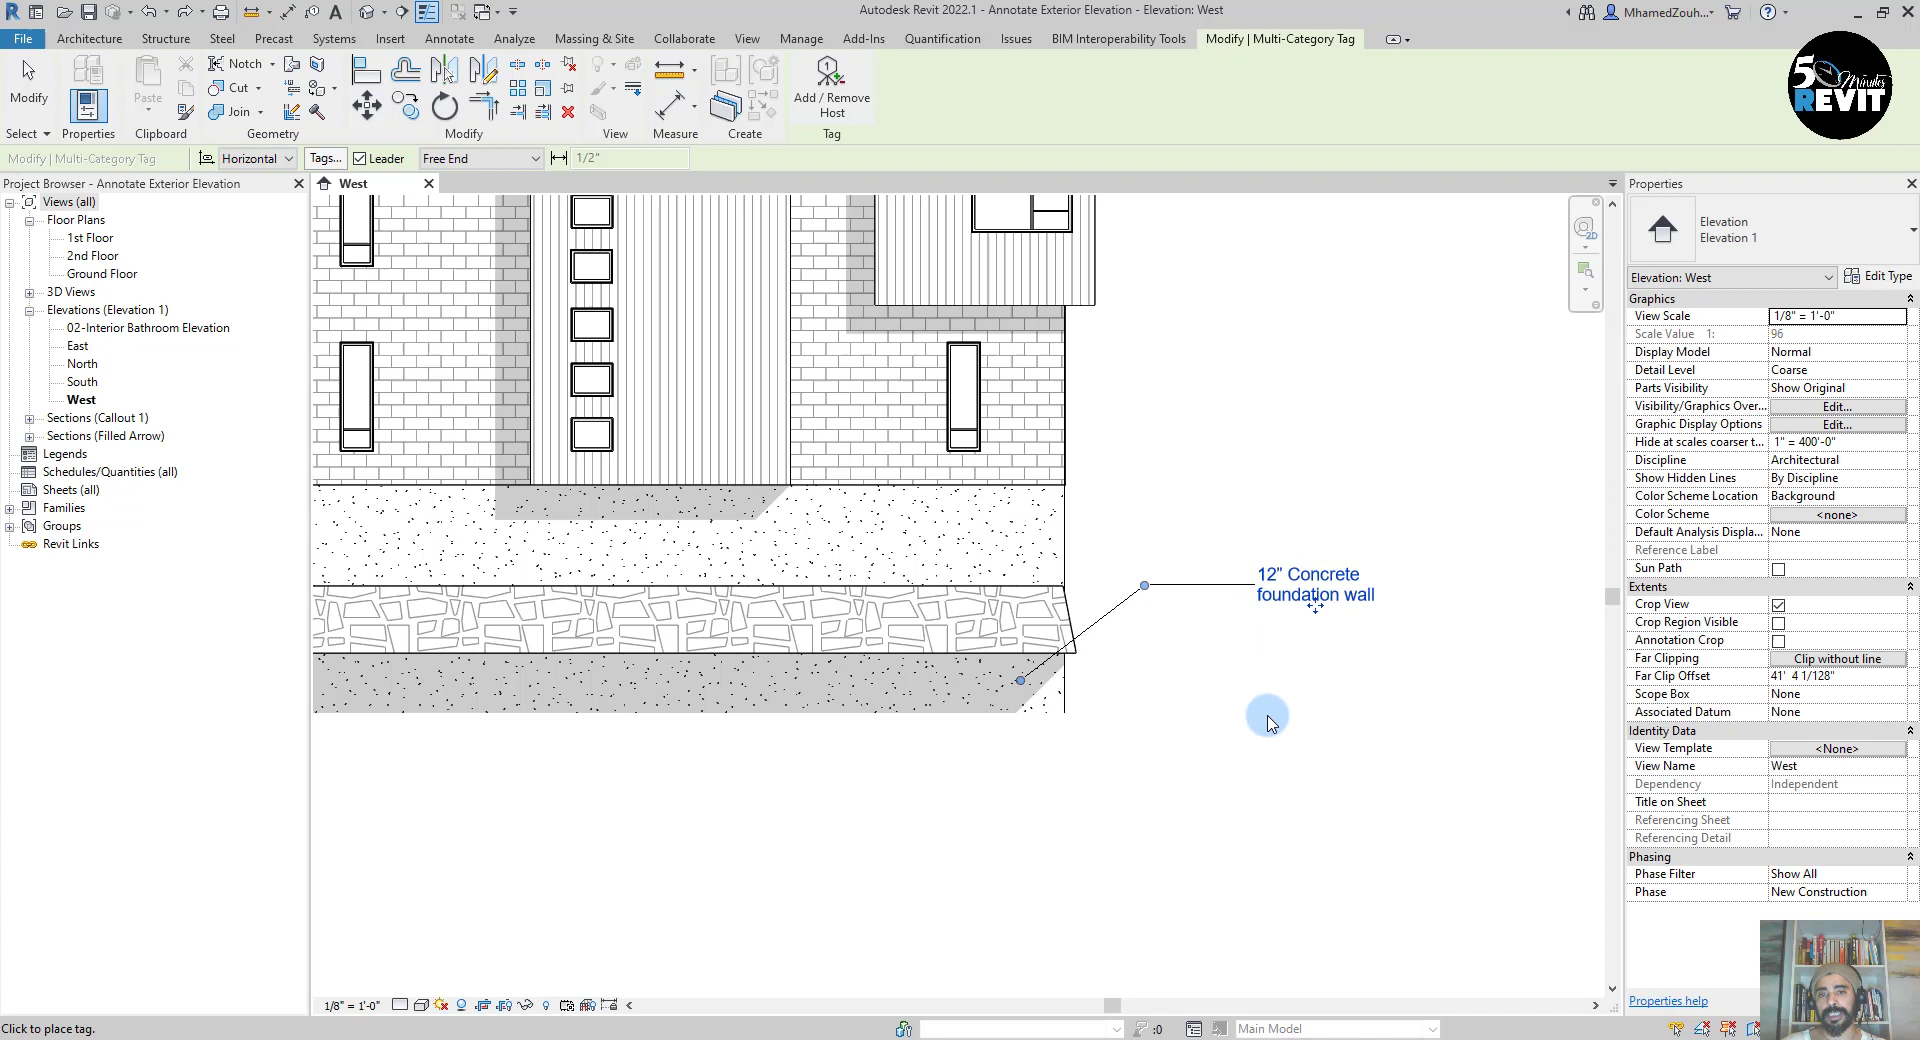 Autodesk Revit 2022.1 - Annotate Exterior Elevation - Elevation: West
MhamedZouh...
File Architecture Structure Steel Precast Systems Insert Annotate Analyze Massing & Site Collaborate View Manage Add-Ins Quantification Issues BIM Interoperability Tools Modify | Multi-Category Tag
Modify
Paste
Notch
Cut
Join
Add / Remove
Host
Select Properties Clipboard Geometry Modify View Measure Create Tag
5 Minutes
REVIT
Modify | Multi-Category Tag Horizontal Tags... Leader Free End 1/2"
Project Browser - Annotate Exterior Elevation
Views (all)
Floor Plans
1st Floor
2nd Floor
Ground Floor
3D Views
Elevations (Elevation 1)
02-Interior Bathroom Elevation
East
North
South
West
Sections (Callout 1)
Sections (Filled Arrow)
Legends
Schedules/Quantities (all)
Sheets (all)
Families
Groups
Revit Links
West
2D
12" Concrete
foundation wall
Properties
Elevation
Elevation 1
Elevation: West Edit Type
Graphics
View Scale 1/8" = 1'-0"
Scale Value 1: 96
Display Model Normal
Detail Level Coarse
Parts Visibility Show Original
Visibility/Graphics Over... Edit...
Graphic Display Options Edit...
Hide at scales coarser t... 1" = 400'-0"
Discipline Architectural
Show Hidden Lines By Discipline
Color Scheme Location Background
Color Scheme <none>
Default Analysis Displa... None
Reference Label
Sun Path
Extents
Crop View
Crop Region Visible
Annotation Crop
Far Clipping Clip without line
Far Clip Offset 41' 4 1/128"
Scope Box None
Associated Datum None
Identity Data
View Template <None>
View Name West
Dependency Independent
Title on Sheet
Referencing Sheet
Referencing Detail
Phasing
Phase Filter Show All
Phase New Construction
Properties help
1/8" = 1'-0"
Click to place tag.
:0
Main Model